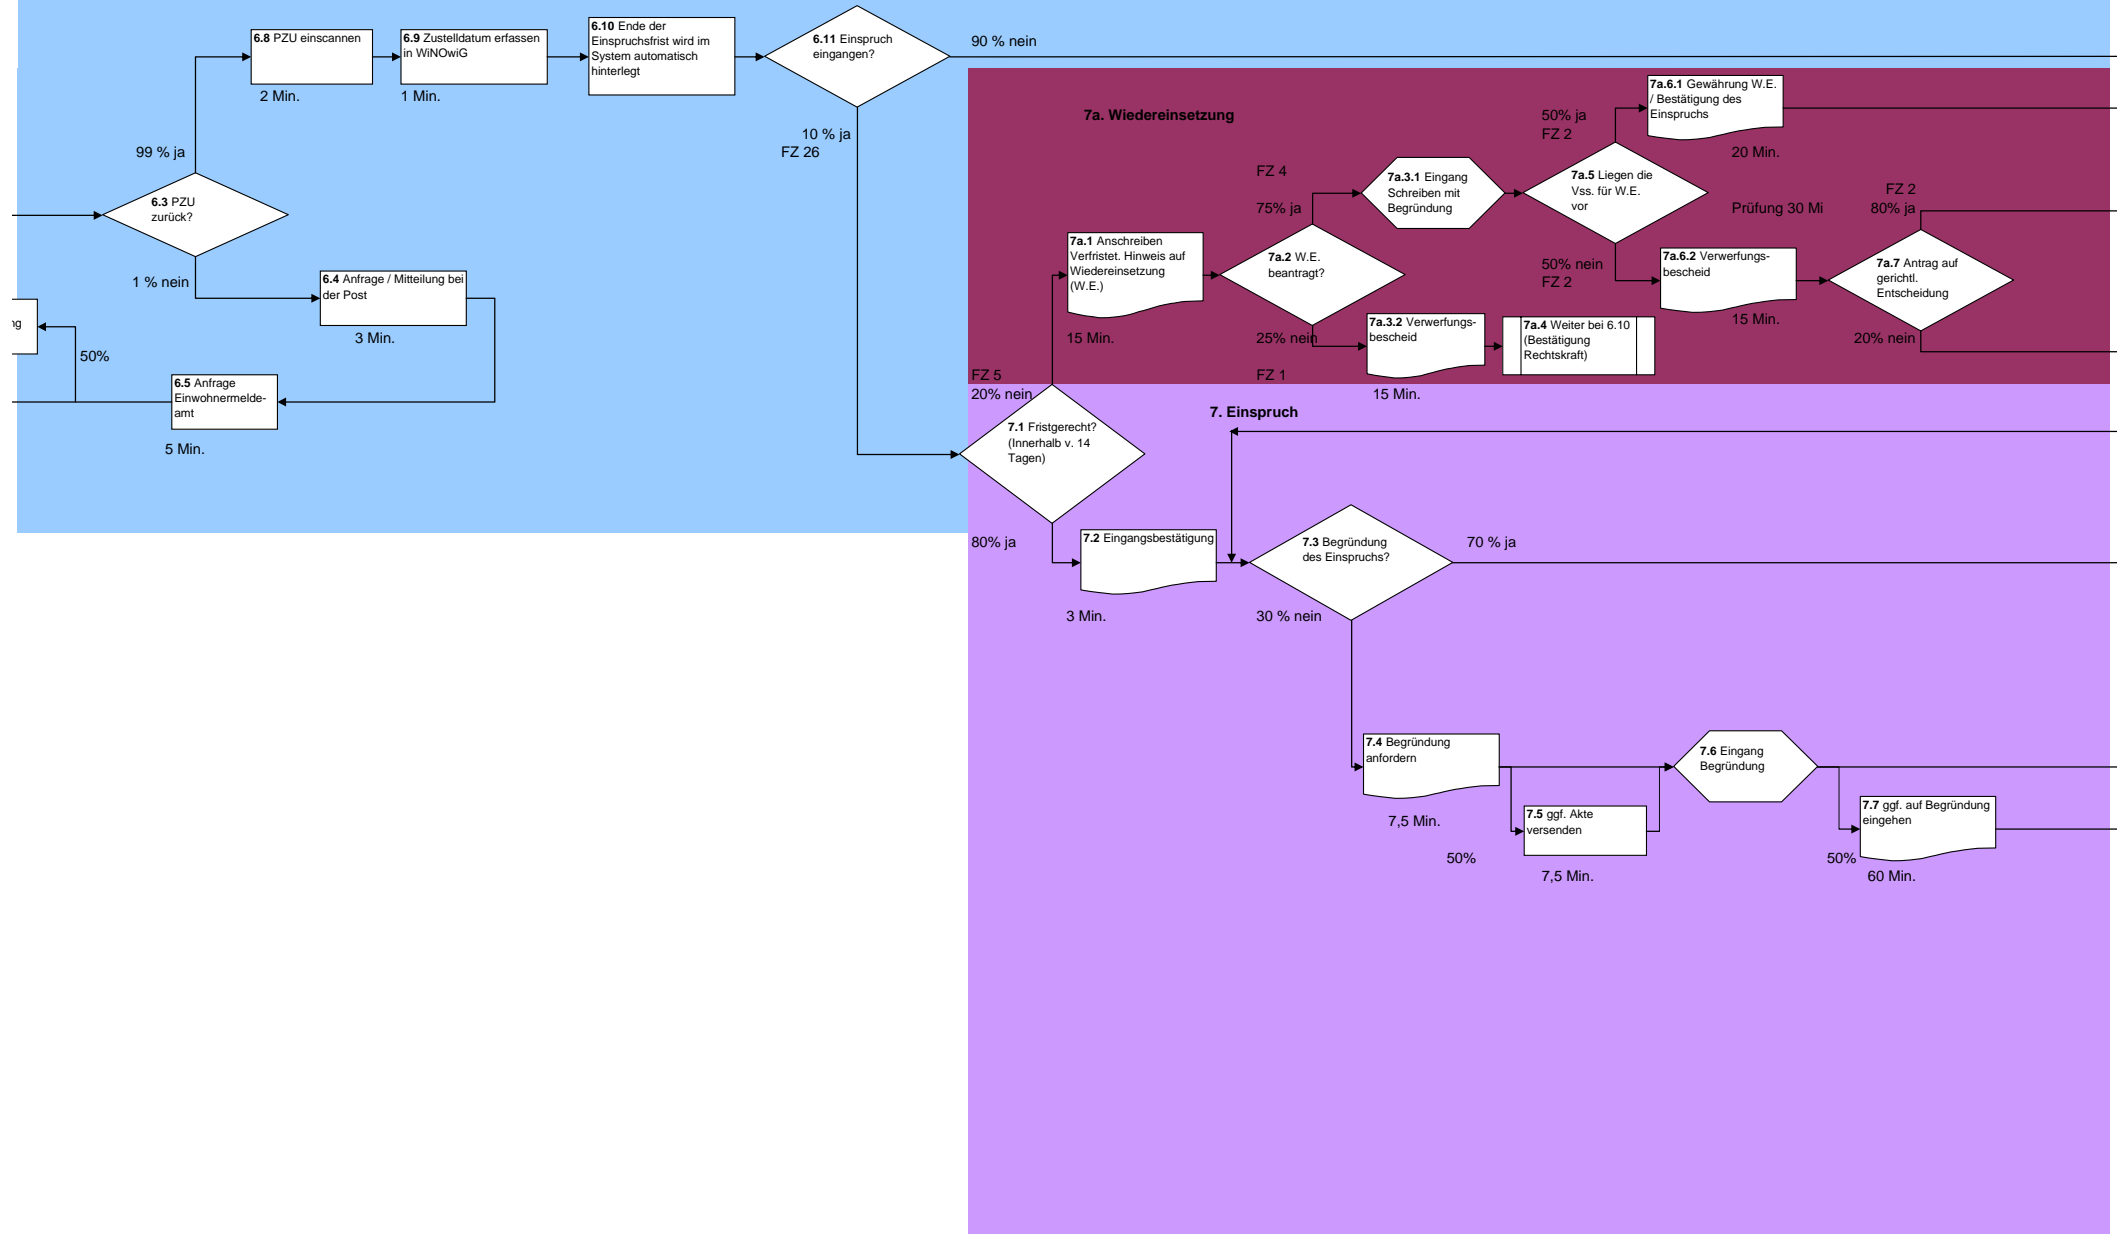 6.8 PZU einscannen
2 Min.
6.9 Zustelldatum erfassen
in WiNOwiG
1 Min.
6.10 Ende der
Einspruchsfrist wird im
System automatisch
hinterlegt
6.11 Einspruch
eingangen?
90 % nein
10 % ja
FZ 26
99 % ja
6.3 PZU
zurück?
1 % nein
6.4 Anfrage / Mitteilung bei
der Post
3 Min.
ng
50%
6.5 Anfrage
Einwohnermelde-
amt
5 Min.
7a. Wiedereinsetzung
7a.1 Anschreiben
Verfristet. Hinweis auf
Wiedereinsetzung
(W.E.)
15 Min.
FZ 4
75% ja
7a.2 W.E.
beantragt?
25% nein
FZ 1
7a.3.1 Eingang
Schreiben mit
Begründung
7a.3.2 Verwerfungs-
bescheid
15 Min.
7a.4 Weiter bei 6.10
(Bestätigung
Rechtskraft)
50% ja
FZ 2
7a.5 Liegen die
Vss. für W.E.
vor
50% nein
FZ 2
7a.6.1 Gewährung W.E.
/ Bestätigung des
Einspruchs
20 Min.
Prüfung 30 Mi
7a.6.2 Verwerfungs-
bescheid
15 Min.
FZ 2
80% ja
7a.7 Antrag auf
gerichtl.
Entscheidung
20% nein
FZ 5
20% nein
7. Einspruch
7.1 Fristgerecht?
(Innerhalb v. 14
Tagen)
80% ja
7.2 Eingangsbestätigung
3 Min.
7.3 Begründung
des Einspruchs?
70 % ja
30 % nein
7.4 Begründung
anfordern
7,5 Min.
7.5 ggf. Akte
versenden
50%
7,5 Min.
7.6 Eingang
Begründung
7.7 ggf. auf Begründung
eingehen
50%
60 Min.